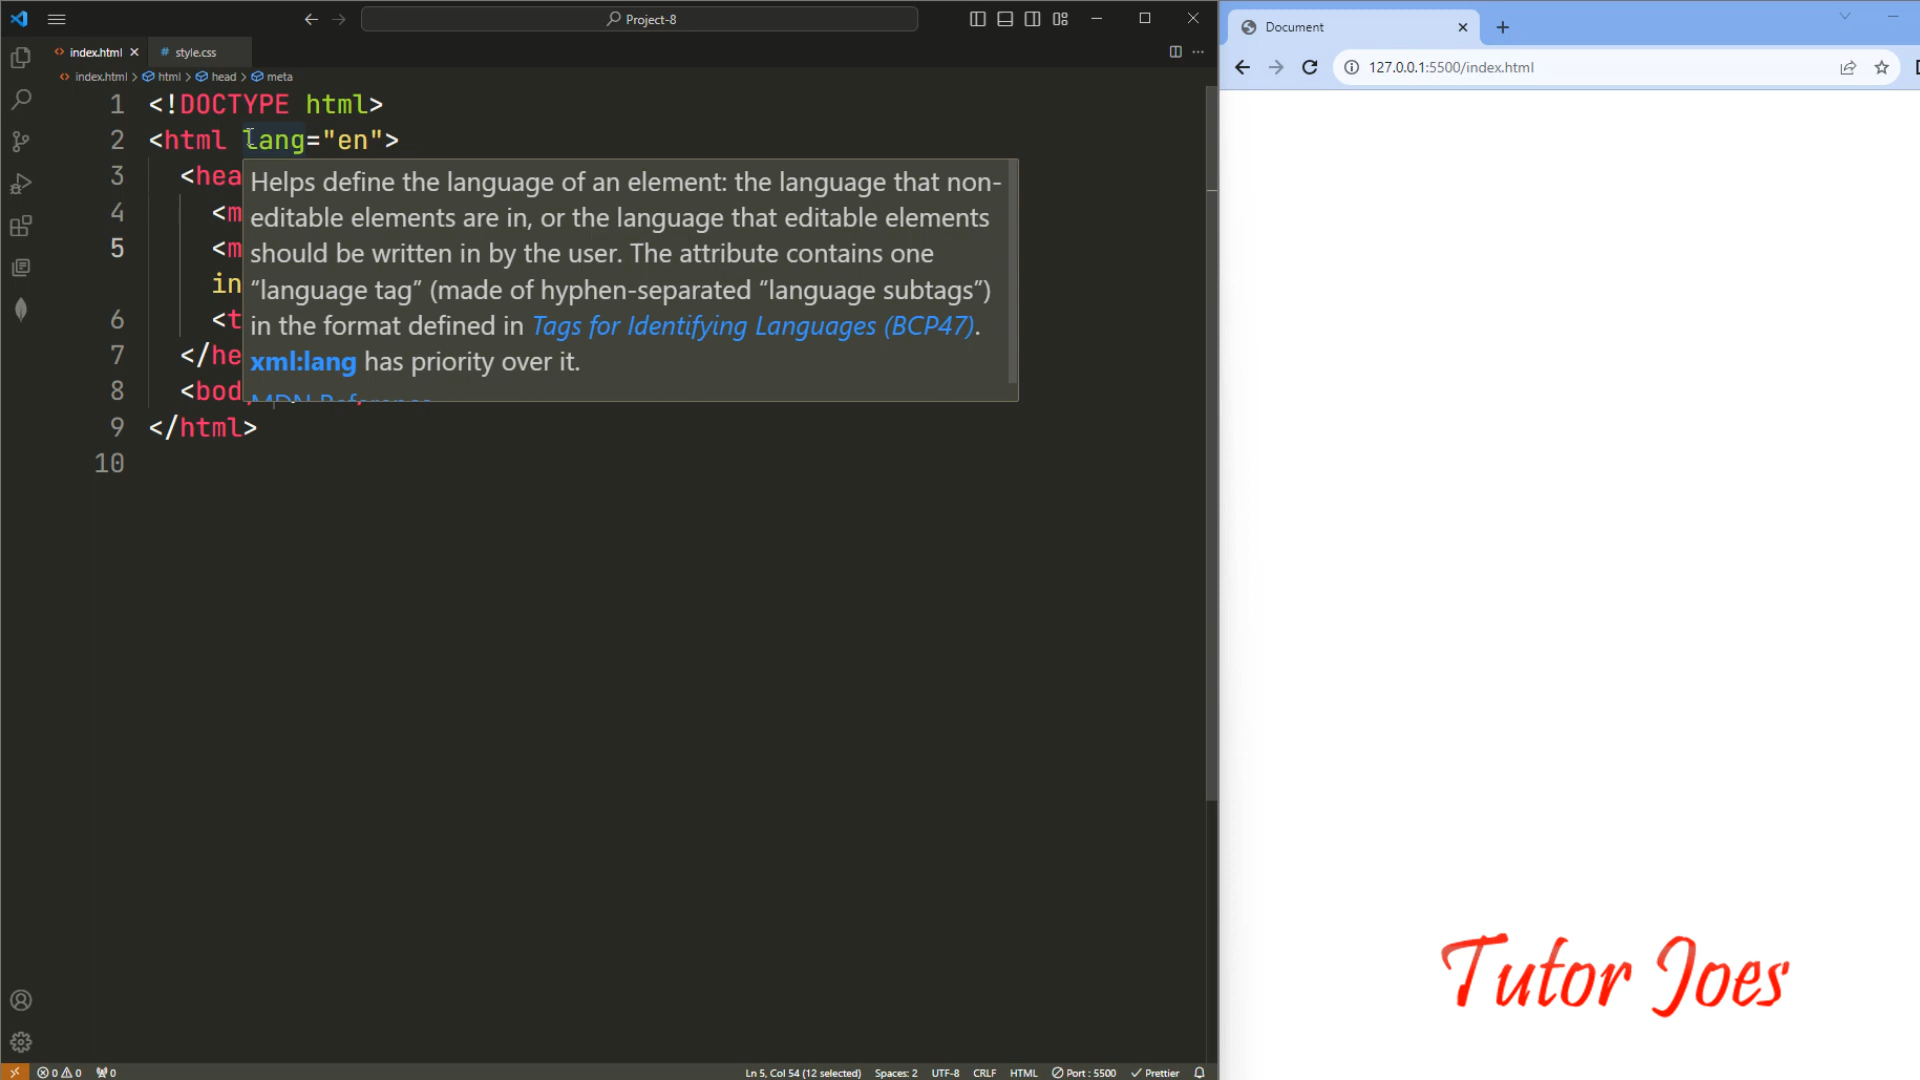 Project-8
Document
index.html
style.css
127.0.0.1:5500/index.html
index.html > html > head > meta
1 <!DOCTYPE html>
2 <html lang="en">
3 <hea
4 <m
5 <m
in
6 <t
7 </he
8 <bod
9 </html>
10
Helps define the language of an element: the language that non-
editable elements are in, or the language that editable elements
should be written in by the user. The attribute contains one
“language tag” (made of hyphen-separated “language subtags”)
in the format defined in Tags for Identifying Languages (BCP47).
xml:lang has priority over it.
MDN Reference
Tutor Joes
0 0 0 Ln 5, Col 54 (12 selected) Spaces: 2 UTF-8 CRLF HTML Port : 5500 Prettier